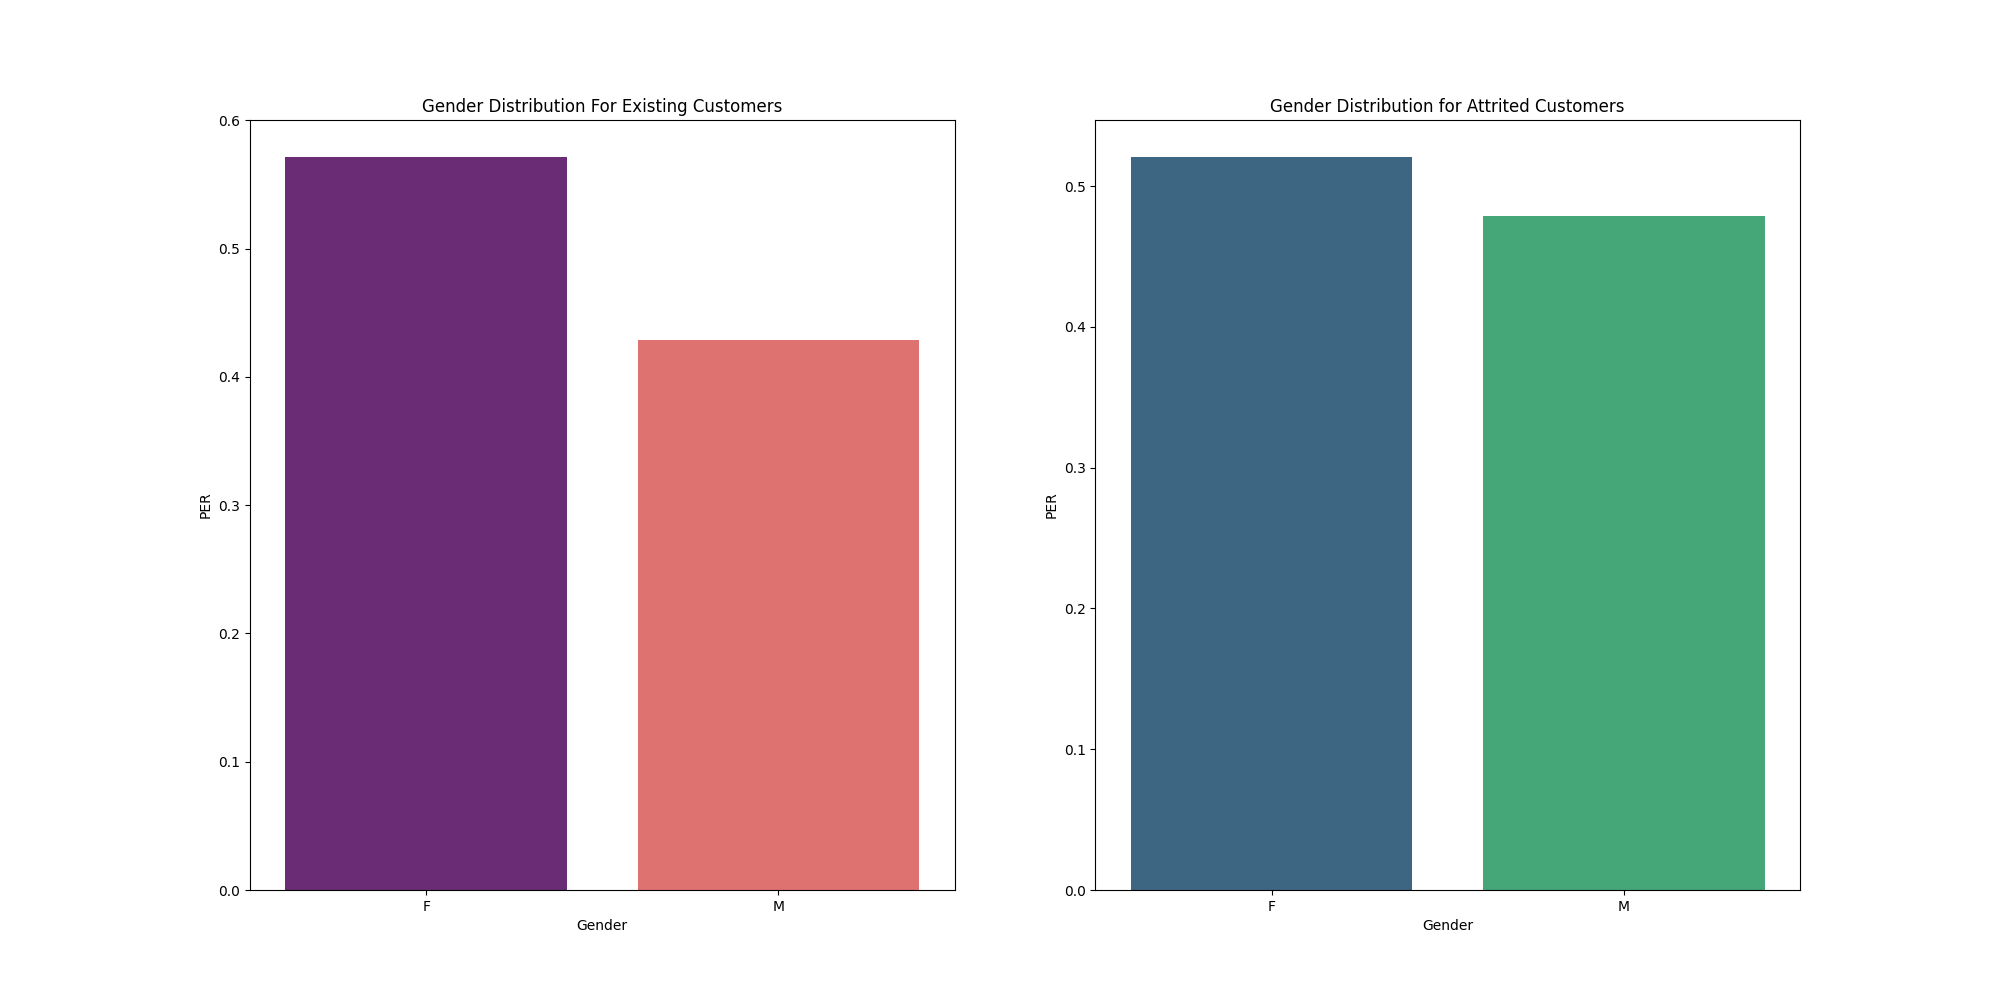 Gender Distribution For Existing Customers
0.6
0.5
0.4
0.3
0.2
0.1
0.0
PER
F M
Gender
Gender Distribution for Attrited Customers
0.5
0.4
0.3
0.2
0.1
0.0
PER
F M
Gender